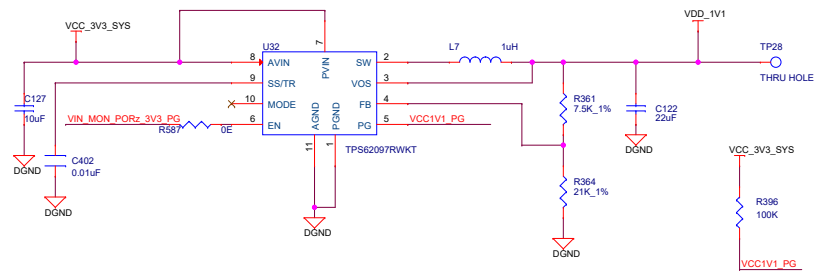 VCC_3V3_SYS
VDD_1V1
U32
7
PVIN
8 AVIN
SW 2
L7 1uH
TP28
THRU HOLE
9 SS/TR
VOS 3
C127
10uF
10 MODE
FB 4
R361
7.5K_1%
C122
22uF
VIN_MON_PORz_3V3_PG
R587 0E
6 EN
AGND
PGND
PG 5
VCC1V1_PG
11
1
TPS62097RWKT
DGND
C402
0.01uF
DGND
DGND
R364
21K_1%
DGND
DGND
VCC_3V3_SYS
R396
100K
VCC1V1_PG